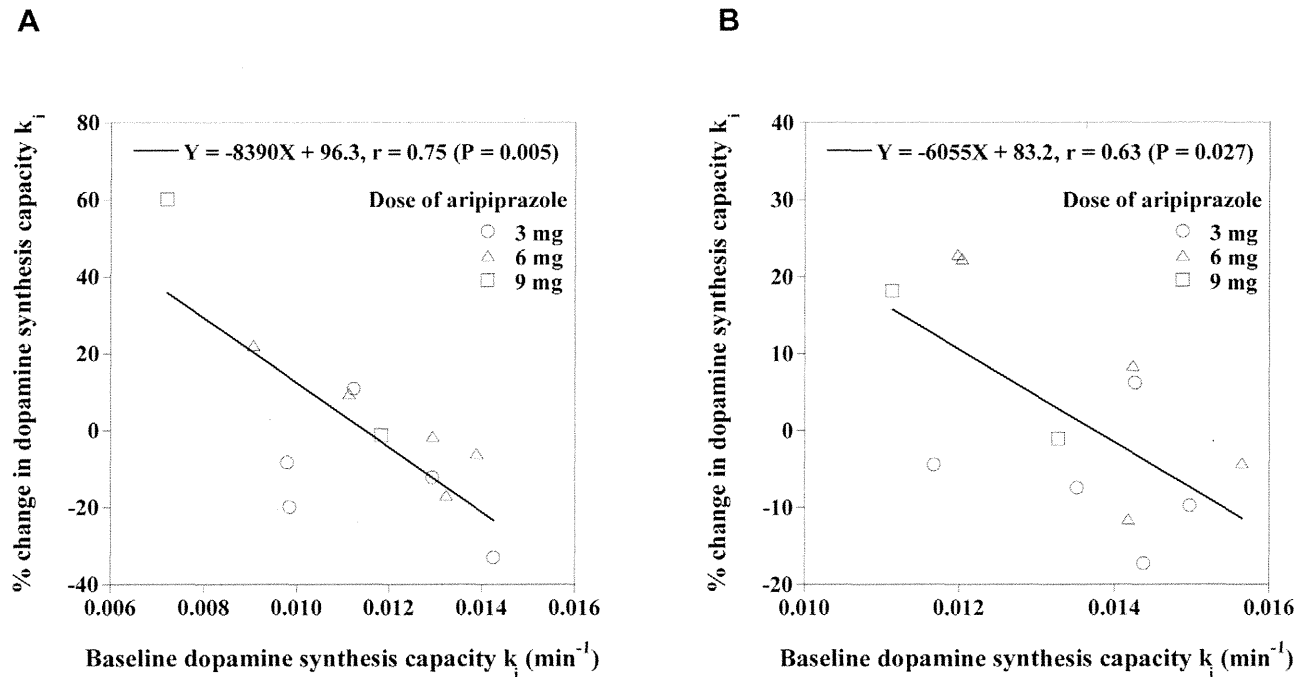 A
B
% change in dopamine synthesis capacity ki
80
60
40
20
0
-20
-40
Y = -8390X + 96.3, r = 0.75 (P = 0.005)
Dose of aripiprazole
3 mg
6 mg
9 mg
0.006 0.008 0.010 0.012 0.014 0.016
Baseline dopamine synthesis capacity ki (min-1)
% change in dopamine synthesis capacity ki
40
30
20
10
0
-10
-20
Y = -6055X + 83.2, r = 0.63 (P = 0.027)
Dose of aripiprazole
3 mg
6 mg
9 mg
0.010 0.012 0.014 0.016
Baseline dopamine synthesis capacity ki (min-1)